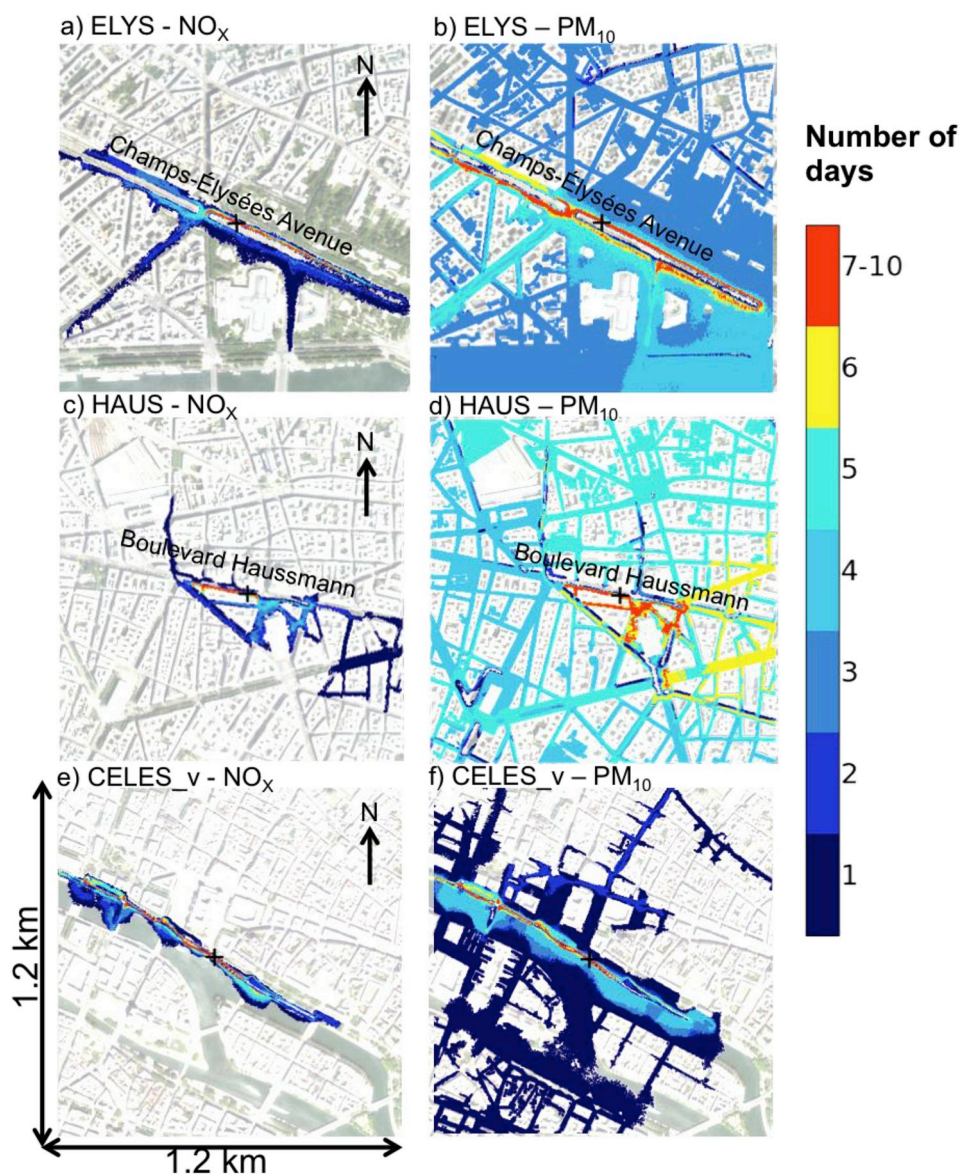 a) ELYS - NOX
b) ELYS – PM10
N
Champs-Élysées Avenue
Champs-Élysées Avenue
Number of
days
7-10
6
5
4
3
2
1
c) HAUS - NOX
d) HAUS – PM10
N
Boulevard Haussmann
Boulevard Haussmann
e) CELES_v - NOX
f) CELES_v – PM10
N
1.2 km
1.2 km